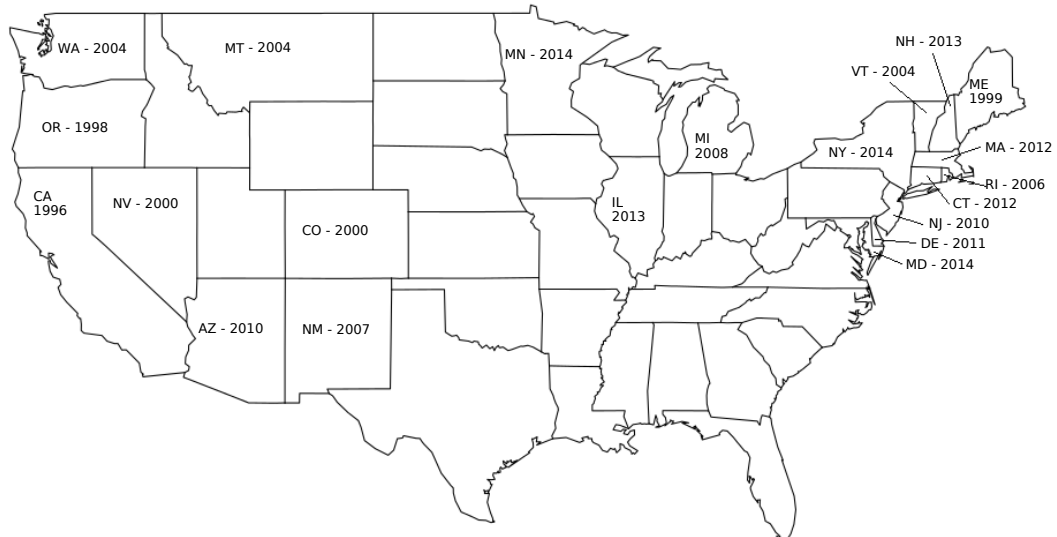 NH - 2013
WA - 2004
MT - 2004
MN - 2014
VT - 2004
ME
1999
OR - 1998
MI
2008
NY - 2014
MA - 2012
RI - 2006
CA
1996
NV - 2000
IL
2013
CT - 2012
CO - 2000
NJ - 2010
DE - 2011
MD - 2014
AZ - 2010
NM - 2007